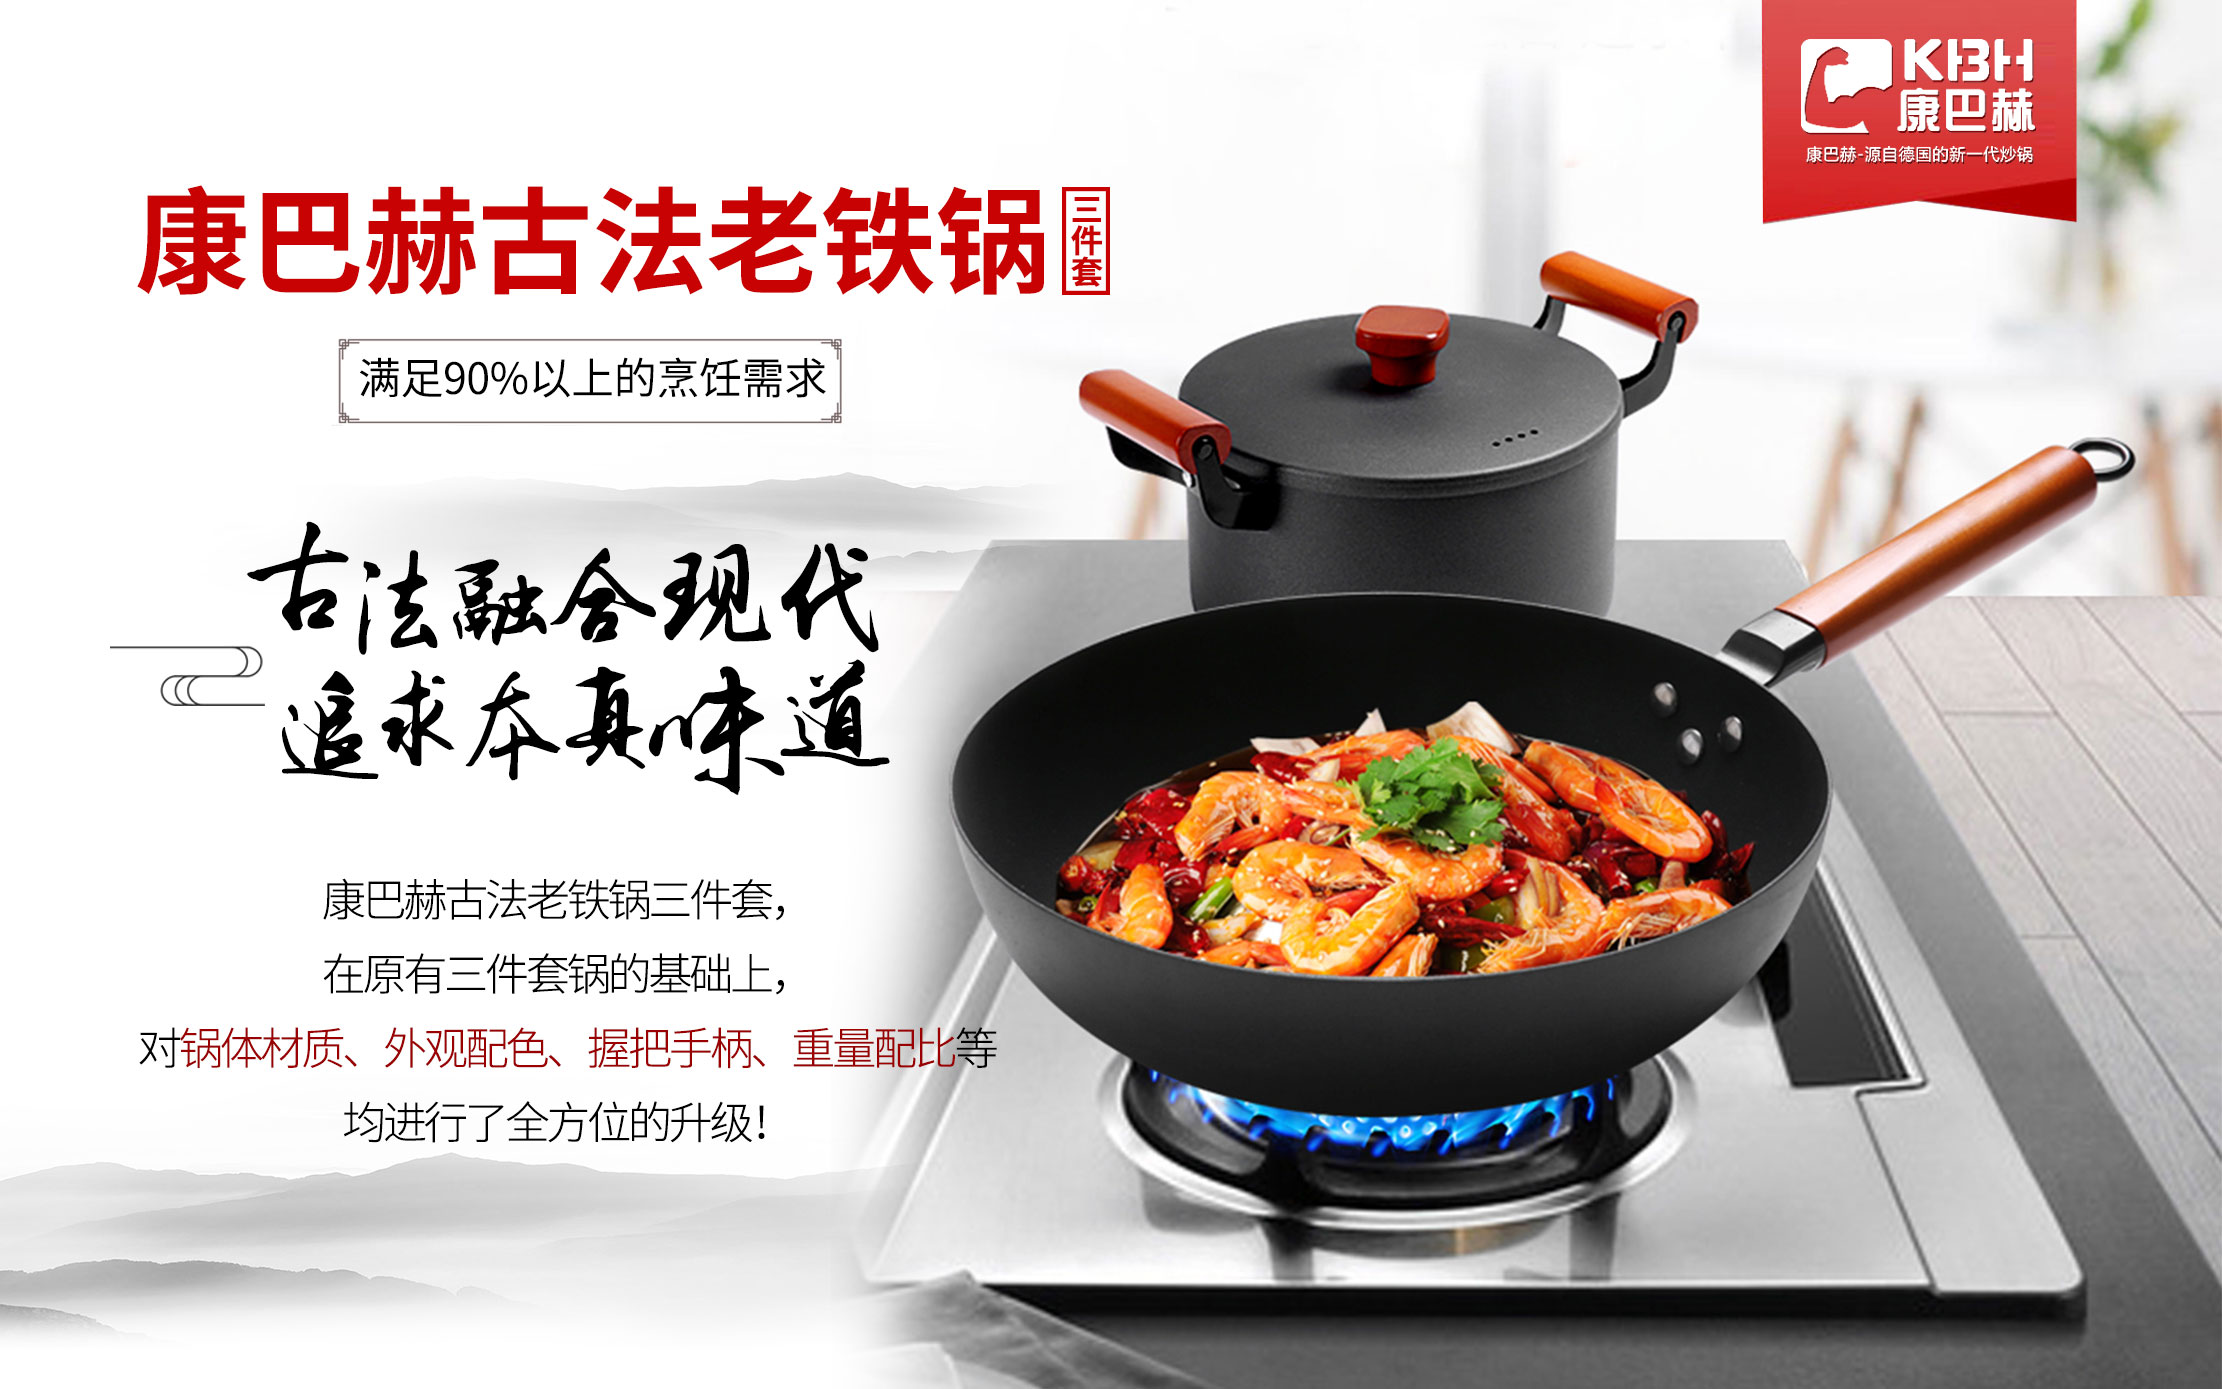 KBH
康巴赫
康巴赫-源自德国的新一代炒锅
康巴赫古法老铁锅
三件套
满足90%以上的烹饪需求
古法融合现代
追求本真味道
康巴赫古法老铁锅三件套，
在原有三件套锅的基础上，
对锅体材质、外观配色、握把手柄、重量配比等
均进行了全方位的升级！